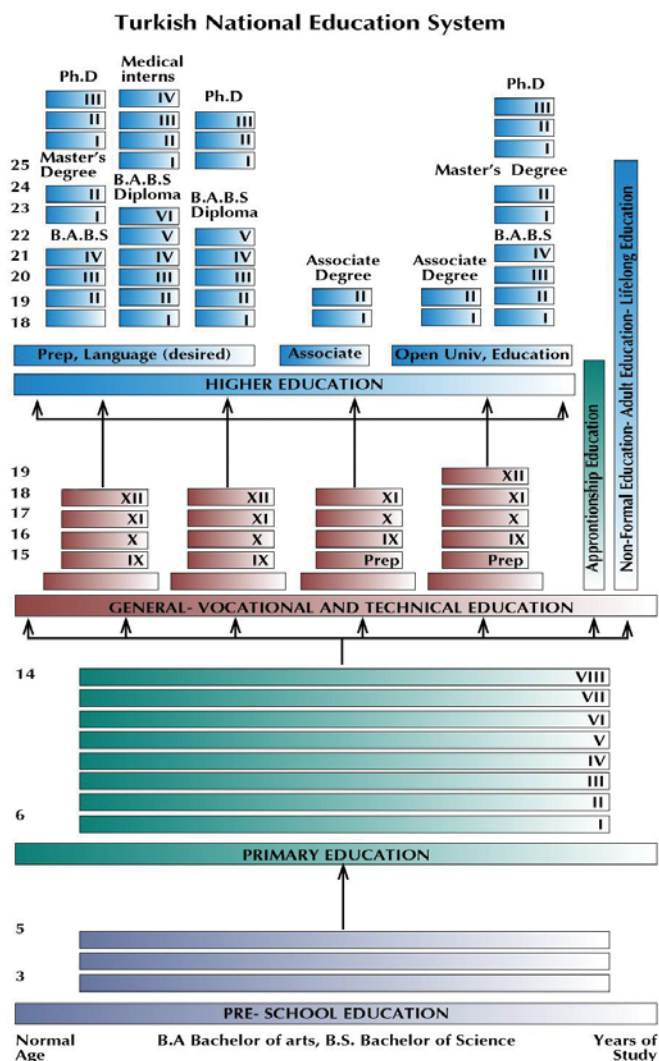 Turkish National Education System
Ph.D
Medical
interns
Ph.D
Ph.D
III
IV
III
III
II
III
II
II
I
II
I
I
Master's
Degree
I
Master's Degree
25
B.A.B.S
Diploma
B.A.B.S
Diploma
24
II
II
23
I
VI
I
22
B.A.B.S
V
V
B.A.B.S
21
IV
IV
IV
Associate
Degree
Associate
Degree
IV
20
III
III
III
III
19
II
II
II
II
II
II
18
I
I
I
I
I
Prep, Language (desired)
Associate
Open Univ, Education
HIGHER EDUCATION
Approntionship Education
Non-Formal Education- Adult Education- Lifelong Education
19
XII
18
XII
XII
XI
XI
17
XI
XI
X
X
16
X
X
IX
IX
15
IX
IX
Prep
Prep
GENERAL- VOCATIONAL AND TECHNICAL EDUCATION
14
VIII
VII
VI
V
IV
III
II
6
I
PRIMARY EDUCATION
5
3
PRE- SCHOOL EDUCATION
Normal
Age
B.A Bachelor of arts, B.S. Bachelor of Science
Years of
Study